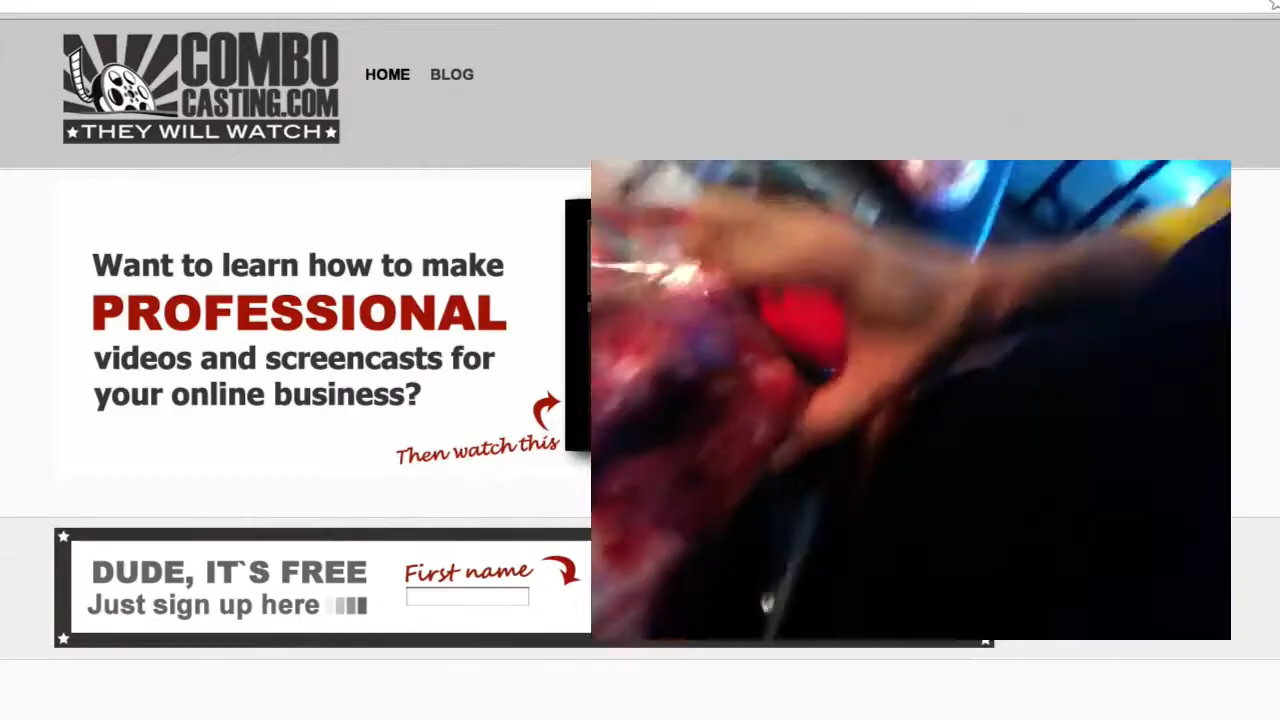 COMBO
CASTING.COM
THEY WILL WATCH
HOME BLOG
Want to learn how to make
PROFESSIONAL
videos and screencasts for
your online business?
Then watch this
DUDE, IT`S FREE
Just sign up here
First name